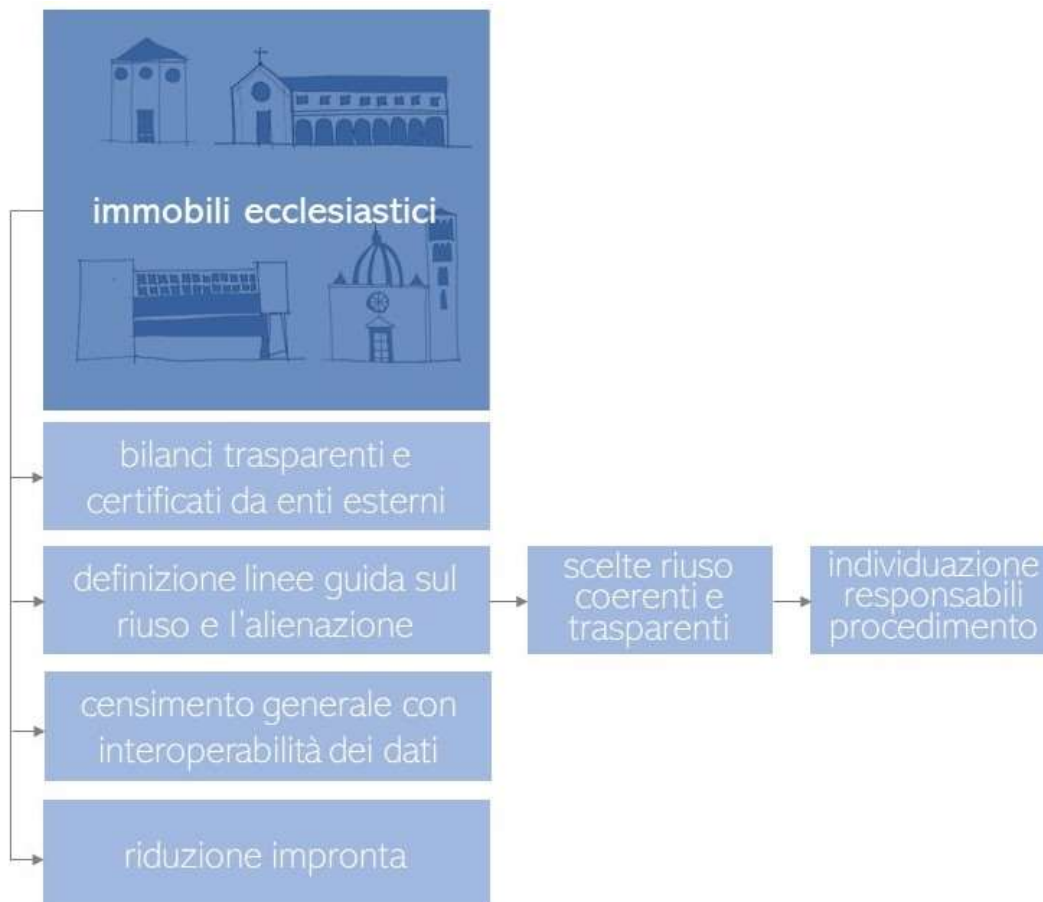 immobili ecclesiastici
bilanci trasparenti e
certificati da enti esterni
definizione linee guida sul
riuso e l'alienazione
scelte riuso
coerenti e
trasparenti
individuazione
responsabili
procedimento
censimento generale con
interoperabilità dei dati
riduzione impronta